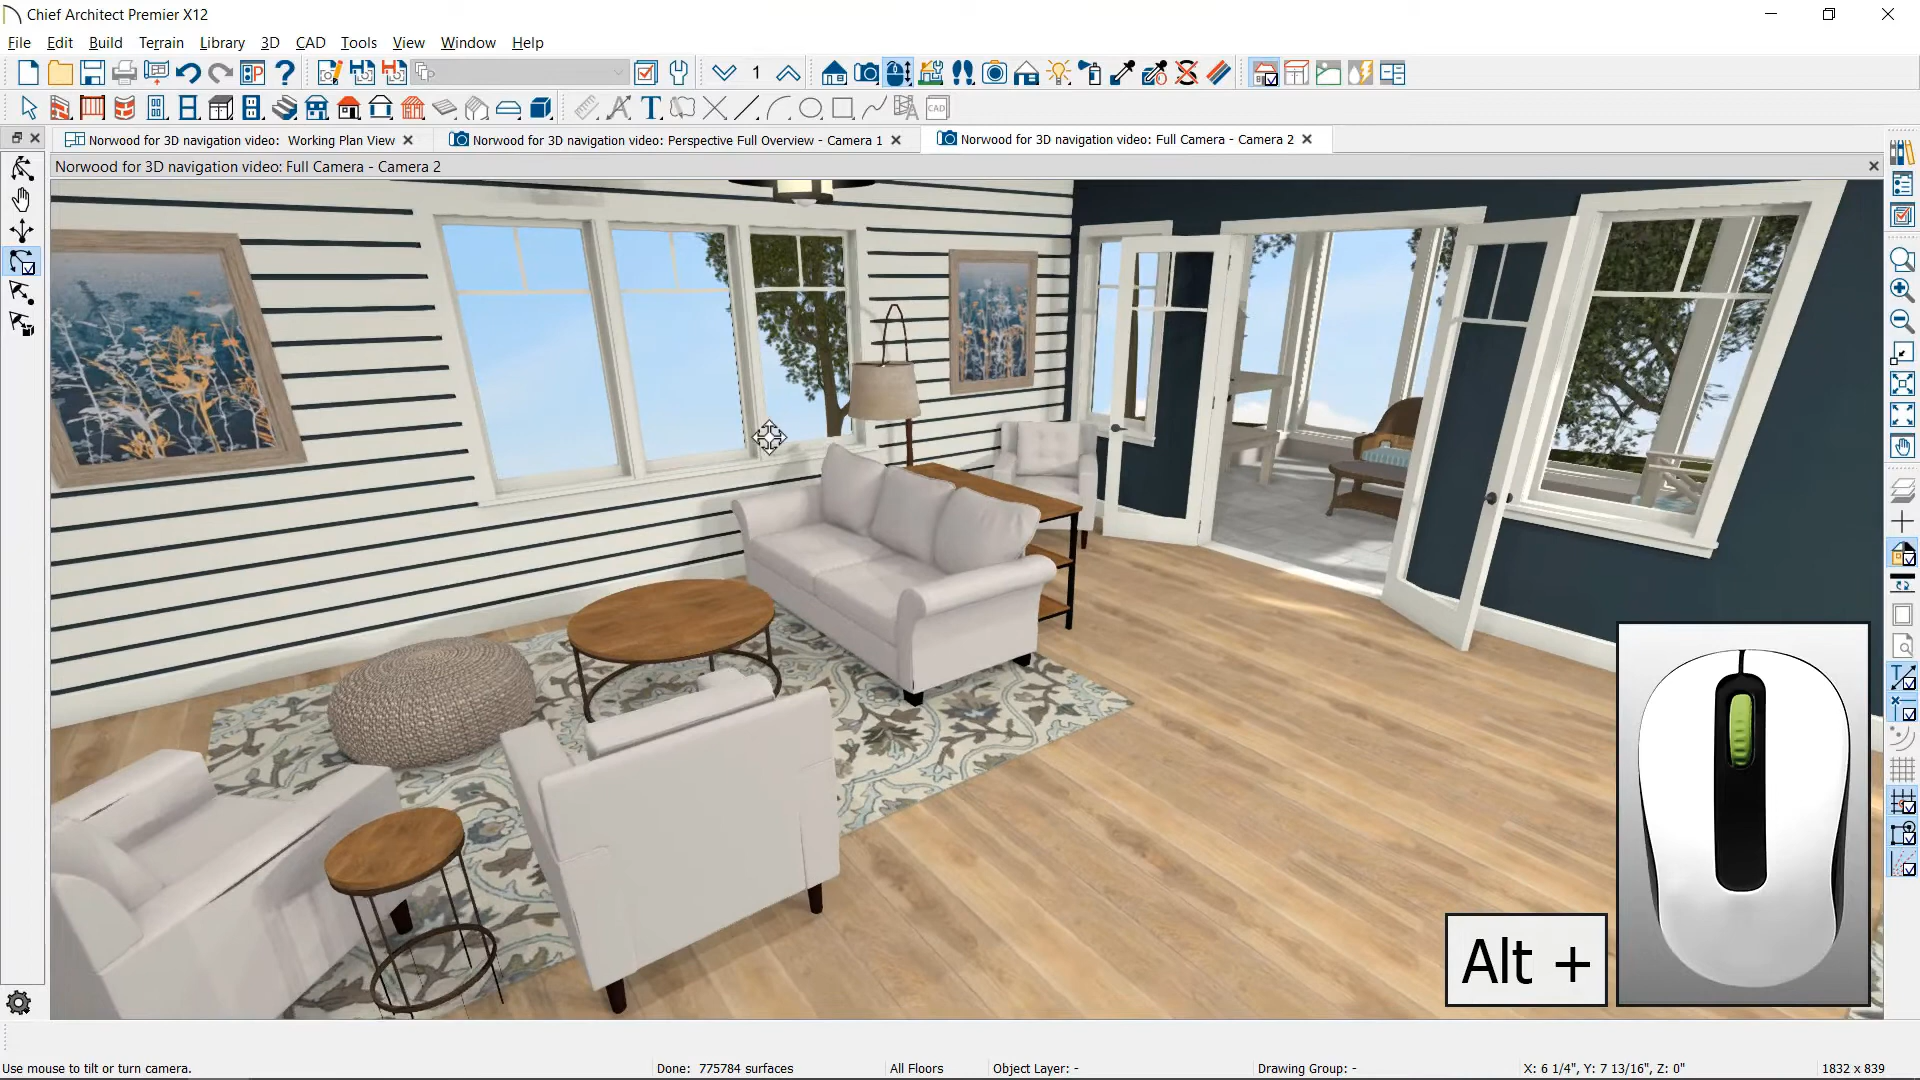 Chief Architect Premier X12
File Edit Build Terrain Library 3D CAD Tools View Window Help
1
CAD
Norwood for 3D navigation video: Working Plan View
Norwood for 3D navigation video: Perspective Full Overview - Camera 1
Norwood for 3D navigation video: Full Camera - Camera 2
Norwood for 3D navigation video: Full Camera - Camera 2
Alt +
Use mouse to tilt or turn camera.
Done: 775784 surfaces
All Floors
Object Layer: -
Drawing Group: -
X: 6 1/4", Y: 7 13/16", Z: 0"
1832 x 839